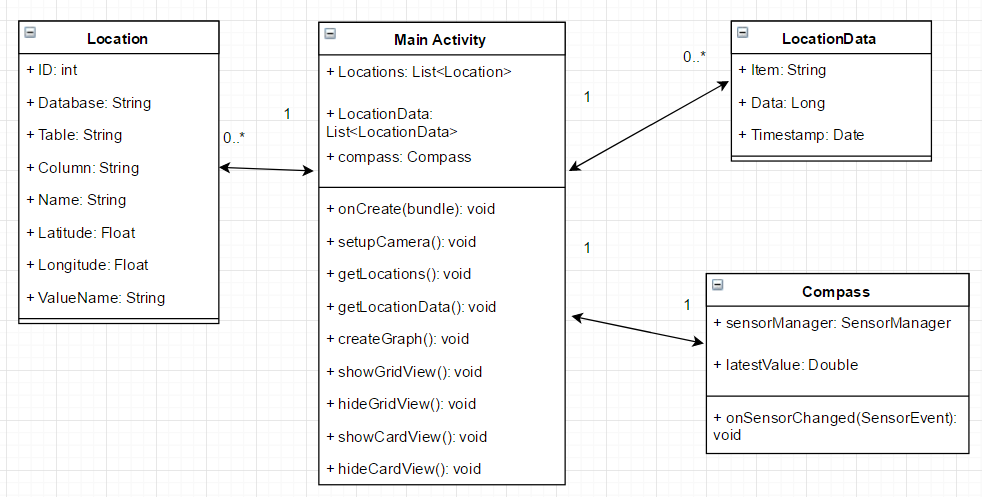 Location
+ ID: int
+ Database: String
+ Table: String
+ Column: String
+ Name: String
+ Latitude: Float
+ Longitude: Float
+ ValueName: String
1
0..*
Main Activity
+ Locations: List<Location>
+ LocationData:
List<LocationData>
+ compass: Compass
+ onCreate(bundle): void
+ setupCamera(): void
+ getLocations(): void
+ getLocationData(): void
+ createGraph(): void
+ showGridView(): void
+ hideGridView(): void
+ showCardView(): void
+ hideCardView(): void
0..*
1
LocationData
+ Item: String
+ Data: Long
+ Timestamp: Date
1
1
Compass
+ sensorManager: SensorManager
+ latestValue: Double
+ onSensorChanged(SensorEvent):
void